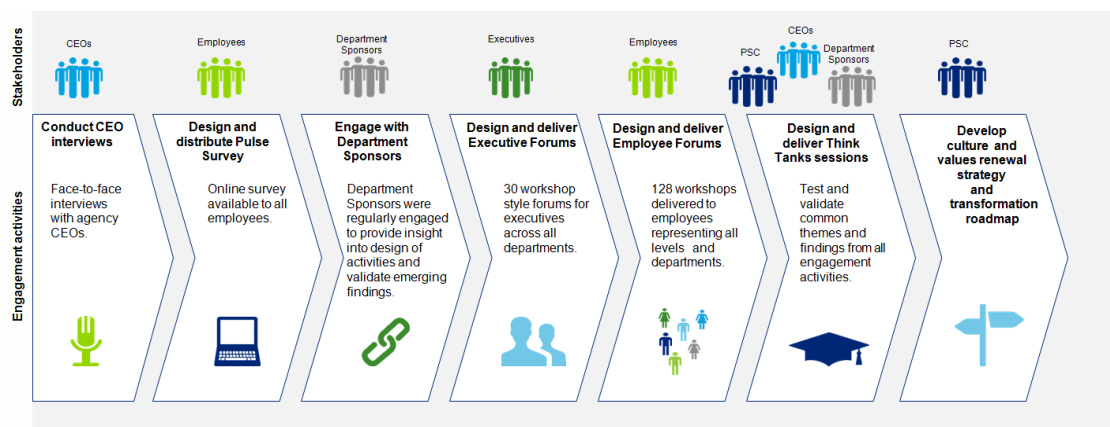 Stakeholders
CEOs
Employees
Department
Sponsors
Executives
Employees
PSC
CEOs
Department
Sponsors
PSC
Engagement activities
Conduct CEO
interviews
Face-to-face
interviews
with agency
CEOs.
Design and
distribute Pulse
Survey
Online survey
available to all
employees.
Engage with
Department
Sponsors
Department
Sponsors were
regularly engaged
to provide insight
into design of
activities and
validate emerging
findings.
Design and deliver
Executive Forums
30 workshop
style forums for
executives
across all
departments.
Design and deliver
Employee Forums
128 workshops
delivered to
employees
representing all
levels and
departments.
Design and
deliver Think
Tanks sessions
Test and
validate
common
themes and
findings from all
engagement
activities.
Develop
culture and
values renewal
strategy
and
transformation
roadmap